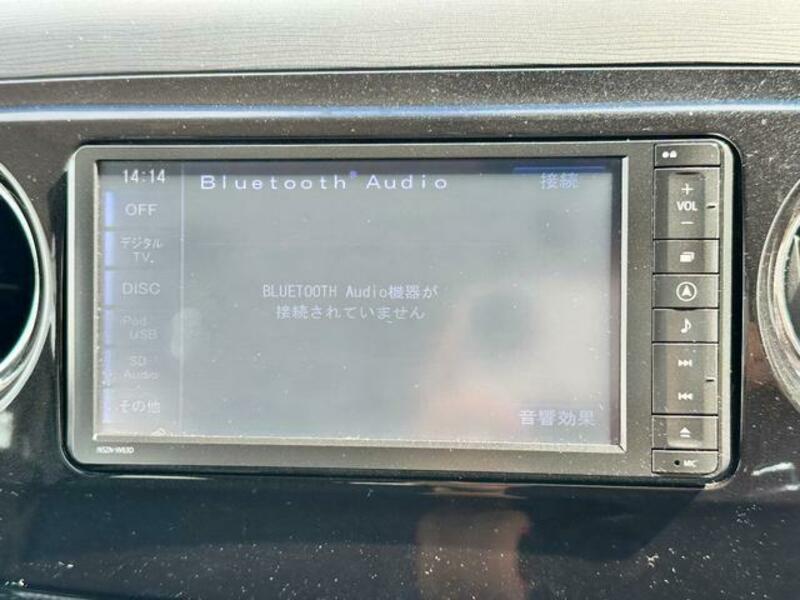 14:14
Bluetooth® Audio
接続
OFF
デジタル
TV
DISC
iPod
USB
SD
Audio
その他
BLUETOOTH Audio機器が
接続されていません
音響効果
+
VOL
−
MIC